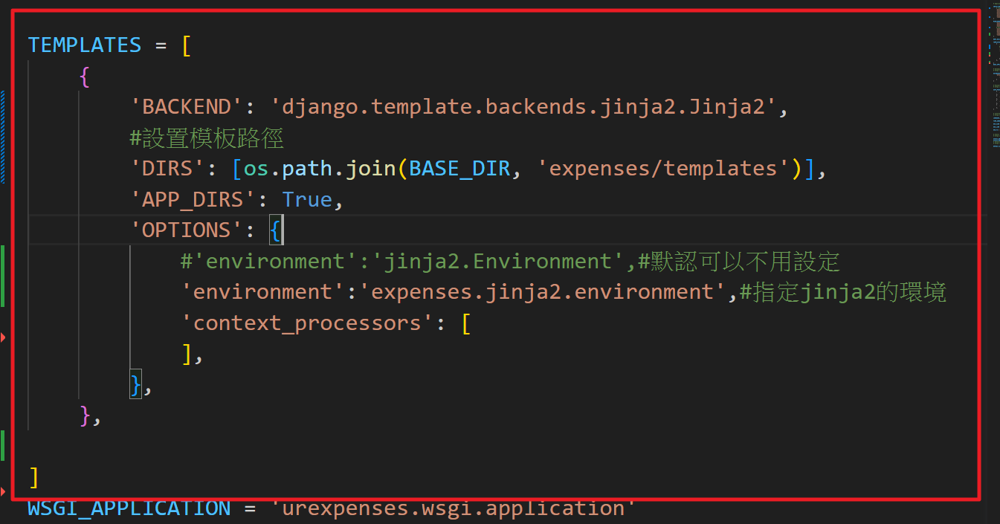 TEMPLATES = [
{
'BACKEND': 'django.template.backends.jinja2.Jinja2',
#設置模板路徑
'DIRS': [os.path.join(BASE_DIR, 'expenses/templates')],
'APP_DIRS': True,
'OPTIONS': {
#'environment':'jinja2.Environment',#默認可以不用設定
'environment':'expenses.jinja2.environment',#指定jinja2的環境
'context_processors': [
],
},
},
]
WSGI_APPLICATION = 'urexpenses.wsgi.application'